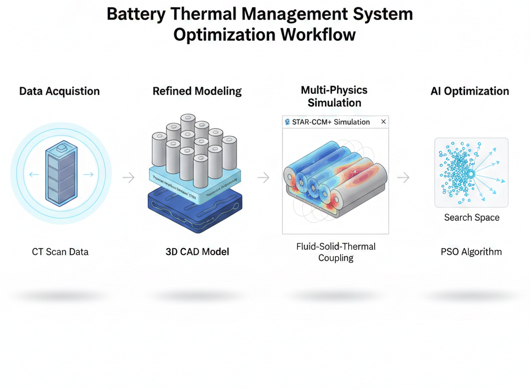 Battery Thermal Management System
Optimization Workflow
Data Acquistion
Refined Modeling
Multi-Physics
Simulation
AI Optimization
STAR-CCM+ Simulation
Search Space
CT Scan Data
3D CAD Model
Fluid-Solid-Thermal
Coupling
PSO Algorithm